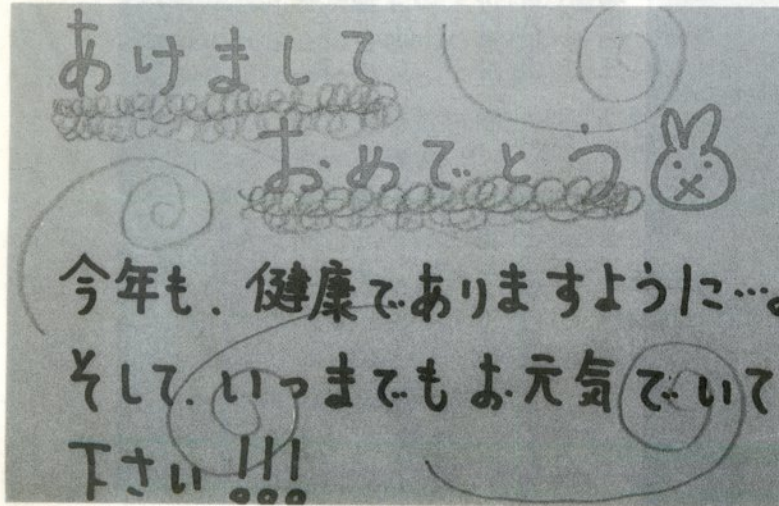 あけまして
おめでとう
今年も、健康でありますように…。
そして、いつまでもお元気でいて
下さい!!!